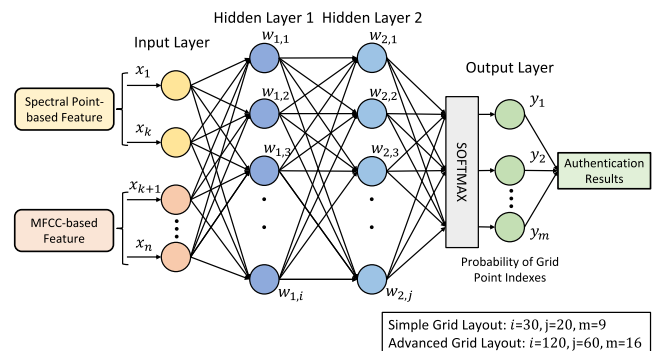 Hidden Layer 1 Hidden Layer 2
Input Layer
w1,1
w2,1
Output Layer
x1
Spectral Point-
based Feature
xk
w1,2
w2,2
y1
w1,3
w2,3
SOFTMAX
y2
Authentication
Results
xk+1
MFCC-based
Feature
xn
ym
Probability of Grid
Point Indexes
w1,i
w2,j
Simple Grid Layout: i=30, j=20, m=9
Advanced Grid Layout: i=120, j=60, m=16